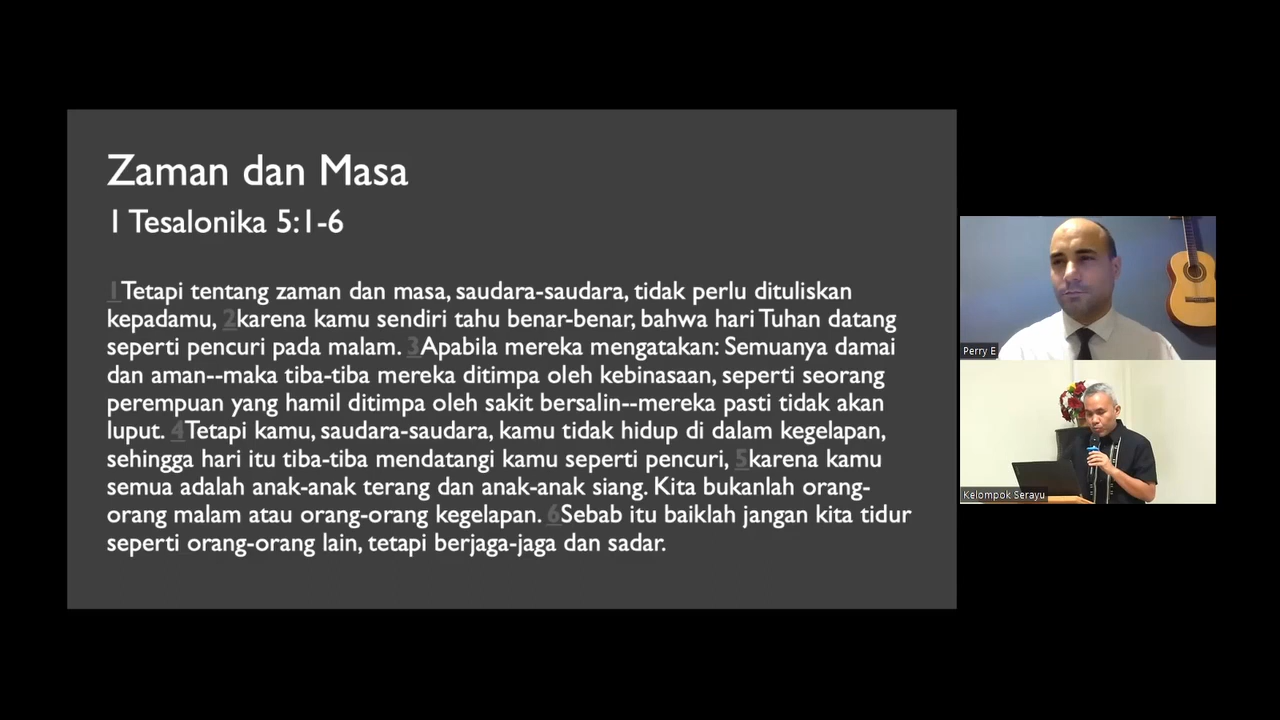 Zaman dan Masa
1 Tesalonika 5:1-6
1Tetapi tentang zaman dan masa, saudara-saudara, tidak perlu dituliskan
kepadamu, 2karena kamu sendiri tahu benar-benar, bahwa hari Tuhan datang
seperti pencuri pada malam. 3Apabila mereka mengatakan: Semuanya damai
dan aman--maka tiba-tiba mereka ditimpa oleh kebinasaan, seperti seorang
perempuan yang hamil ditimpa oleh sakit bersalin--mereka pasti tidak akan
luput. 4Tetapi kamu, saudara-saudara, kamu tidak hidup di dalam kegelapan,
sehingga hari itu tiba-tiba mendatangi kamu seperti pencuri, 5karena kamu
semua adalah anak-anak terang dan anak-anak siang. Kita bukanlah orang-
orang malam atau orang-orang kegelapan. 6Sebab itu baiklah jangan kita tidur
seperti orang-orang lain, tetapi berjaga-jaga dan sadar.
Perry E
Kelompok Serayu